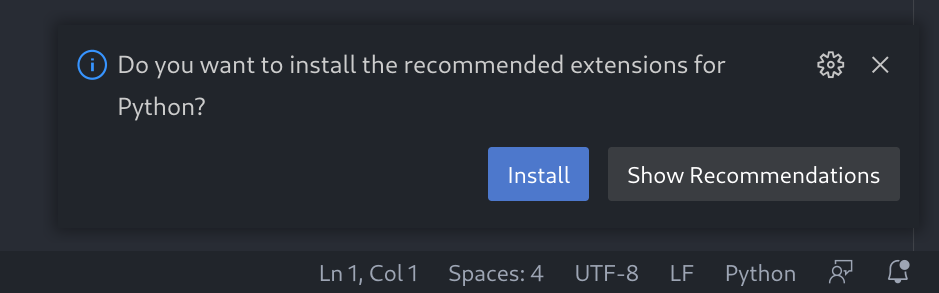 Do you want to install the recommended extensions for
Python?
Install Show Recommendations
Ln 1, Col 1 Spaces: 4 UTF-8 LF Python